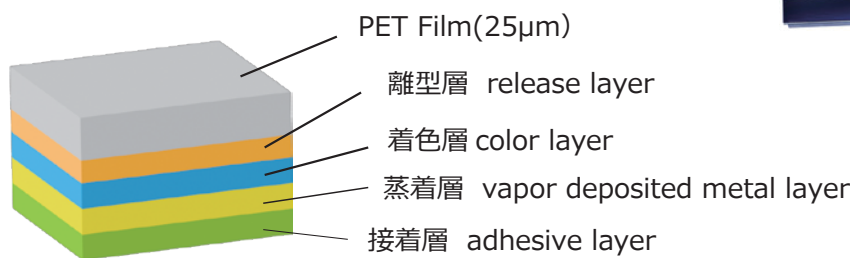 PET Film(25μm）
離型層 release layer
着色層 color layer
蒸着層 vapor deposited metal layer
接着層 adhesive layer